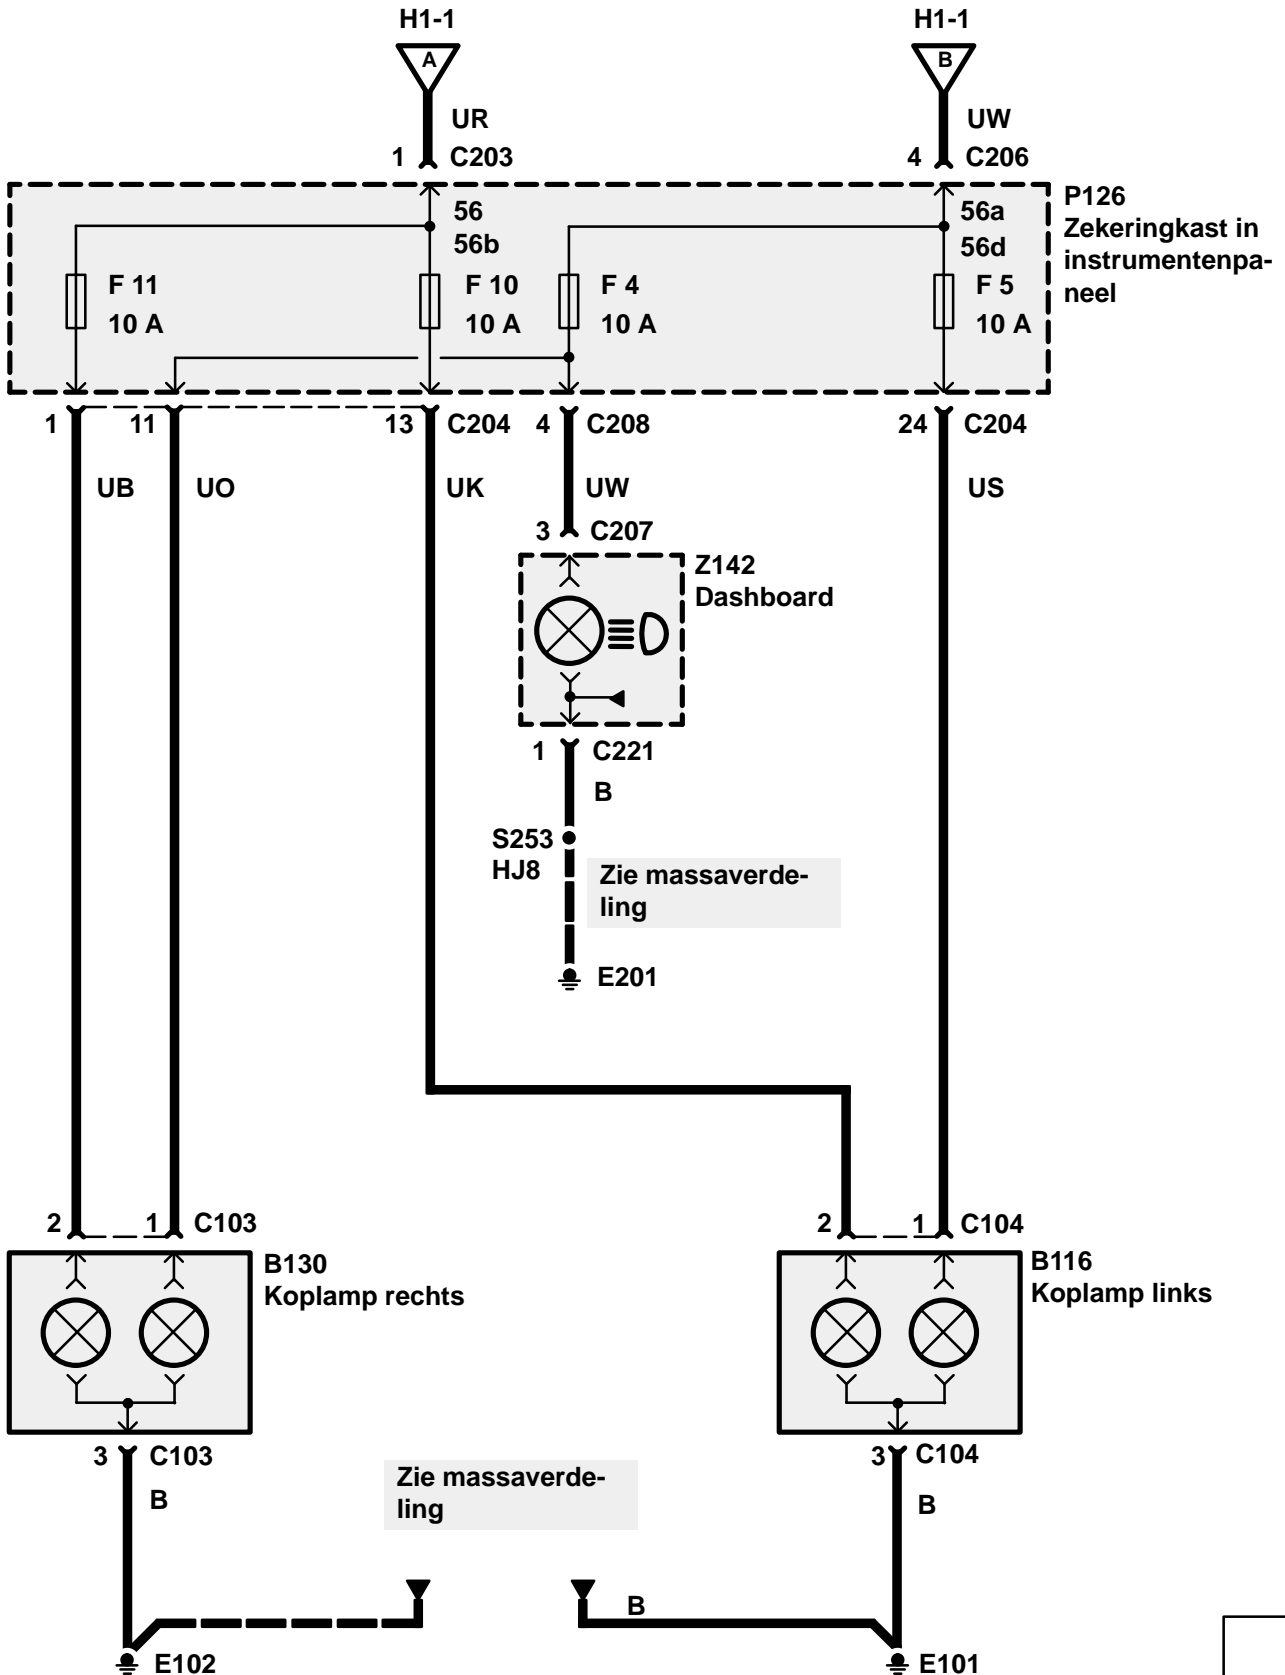 H1-1 H1-1
A B
UR UW
1 C203 4 C206
P126
Zekeringkast in
instrumentenpa-
neel
56 56a
56b 56d
F 11 F 10 F 4 F 5
10 A 10 A 10 A 10 A
1 11 13 C204 4 C208 24 C204
UB UO UK UW US
3 C207
Z142
Dashboard
1 C221
B
S253
HJ8
Zie massaverde-
ling
E201
2 1 C103 2 1 C104
B130
Koplamp rechts
B116
Koplamp links
3 C103 3 C104
B B
Zie massaverde-
ling
B
E102 E101